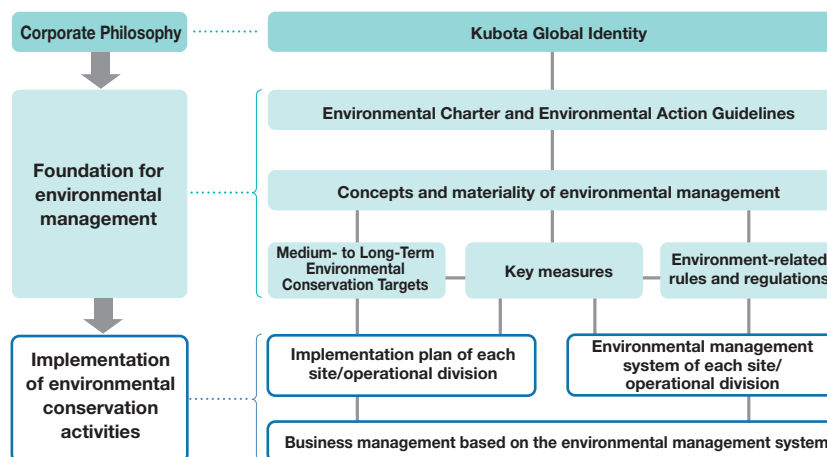 Corporate Philosophy
Kubota Global Identity
Foundation for
environmental
management
Environmental Charter and Environmental Action Guidelines
Concepts and materiality of environmental management
Medium- to Long-Term
Environmental
Conservation Targets
Key measures
Environment-related
rules and regulations
Implementation
of environmental
conservation
activities
Implementation plan of each
site/operational division
Environmental management
system of each site/
operational division
Business management based on the environmental management system